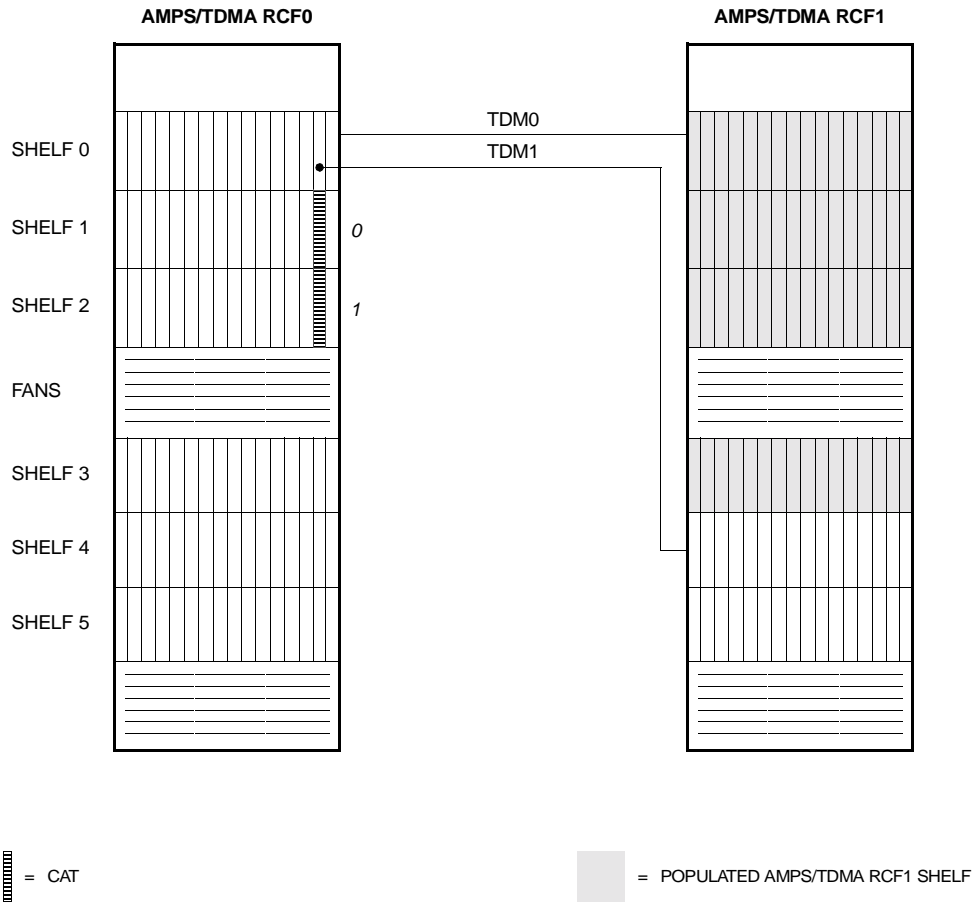 AMPS/TDMA RCF0
AMPS/TDMA RCF1
TDM0
TDM1
SHELF 0
SHELF 1
0
SHELF 2
1
FANS
SHELF 3
SHELF 4
SHELF 5
= CAT
= POPULATED AMPS/TDMA RCF1 SHELF